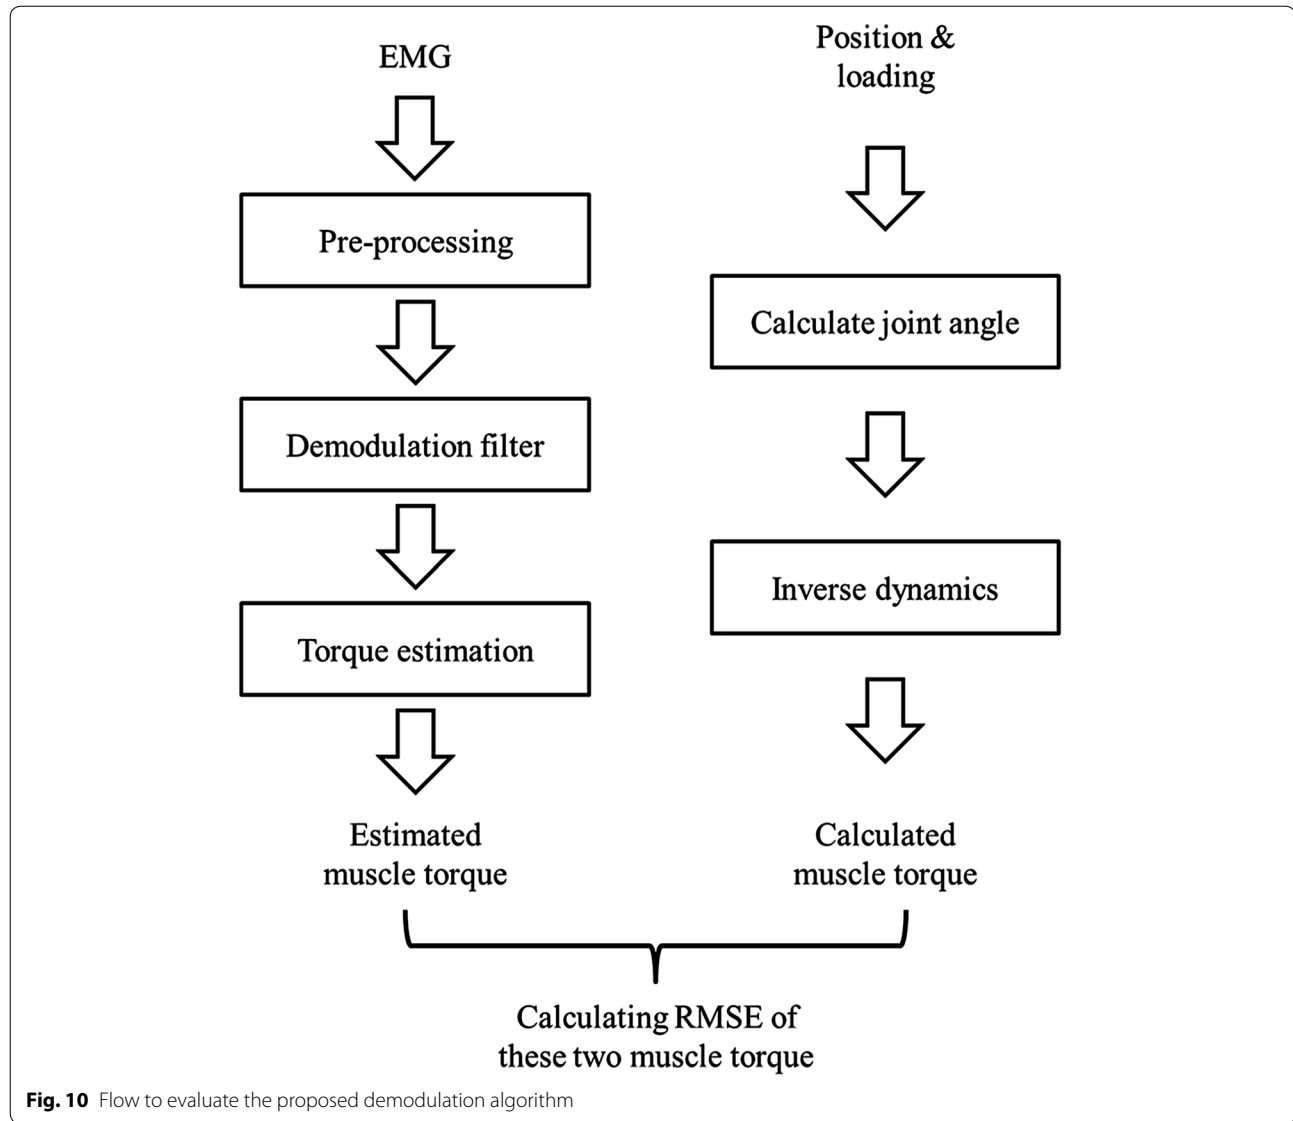 EMG
Pre-processing
Demodulation filter
Torque estimation
Estimated
muscle torque
Position &
loading
Calculate joint angle
Inverse dynamics
Calculated
muscle torque
Calculating RMSE of
these two muscle torque
Fig. 10 Flow to evaluate the proposed demodulation algorithm